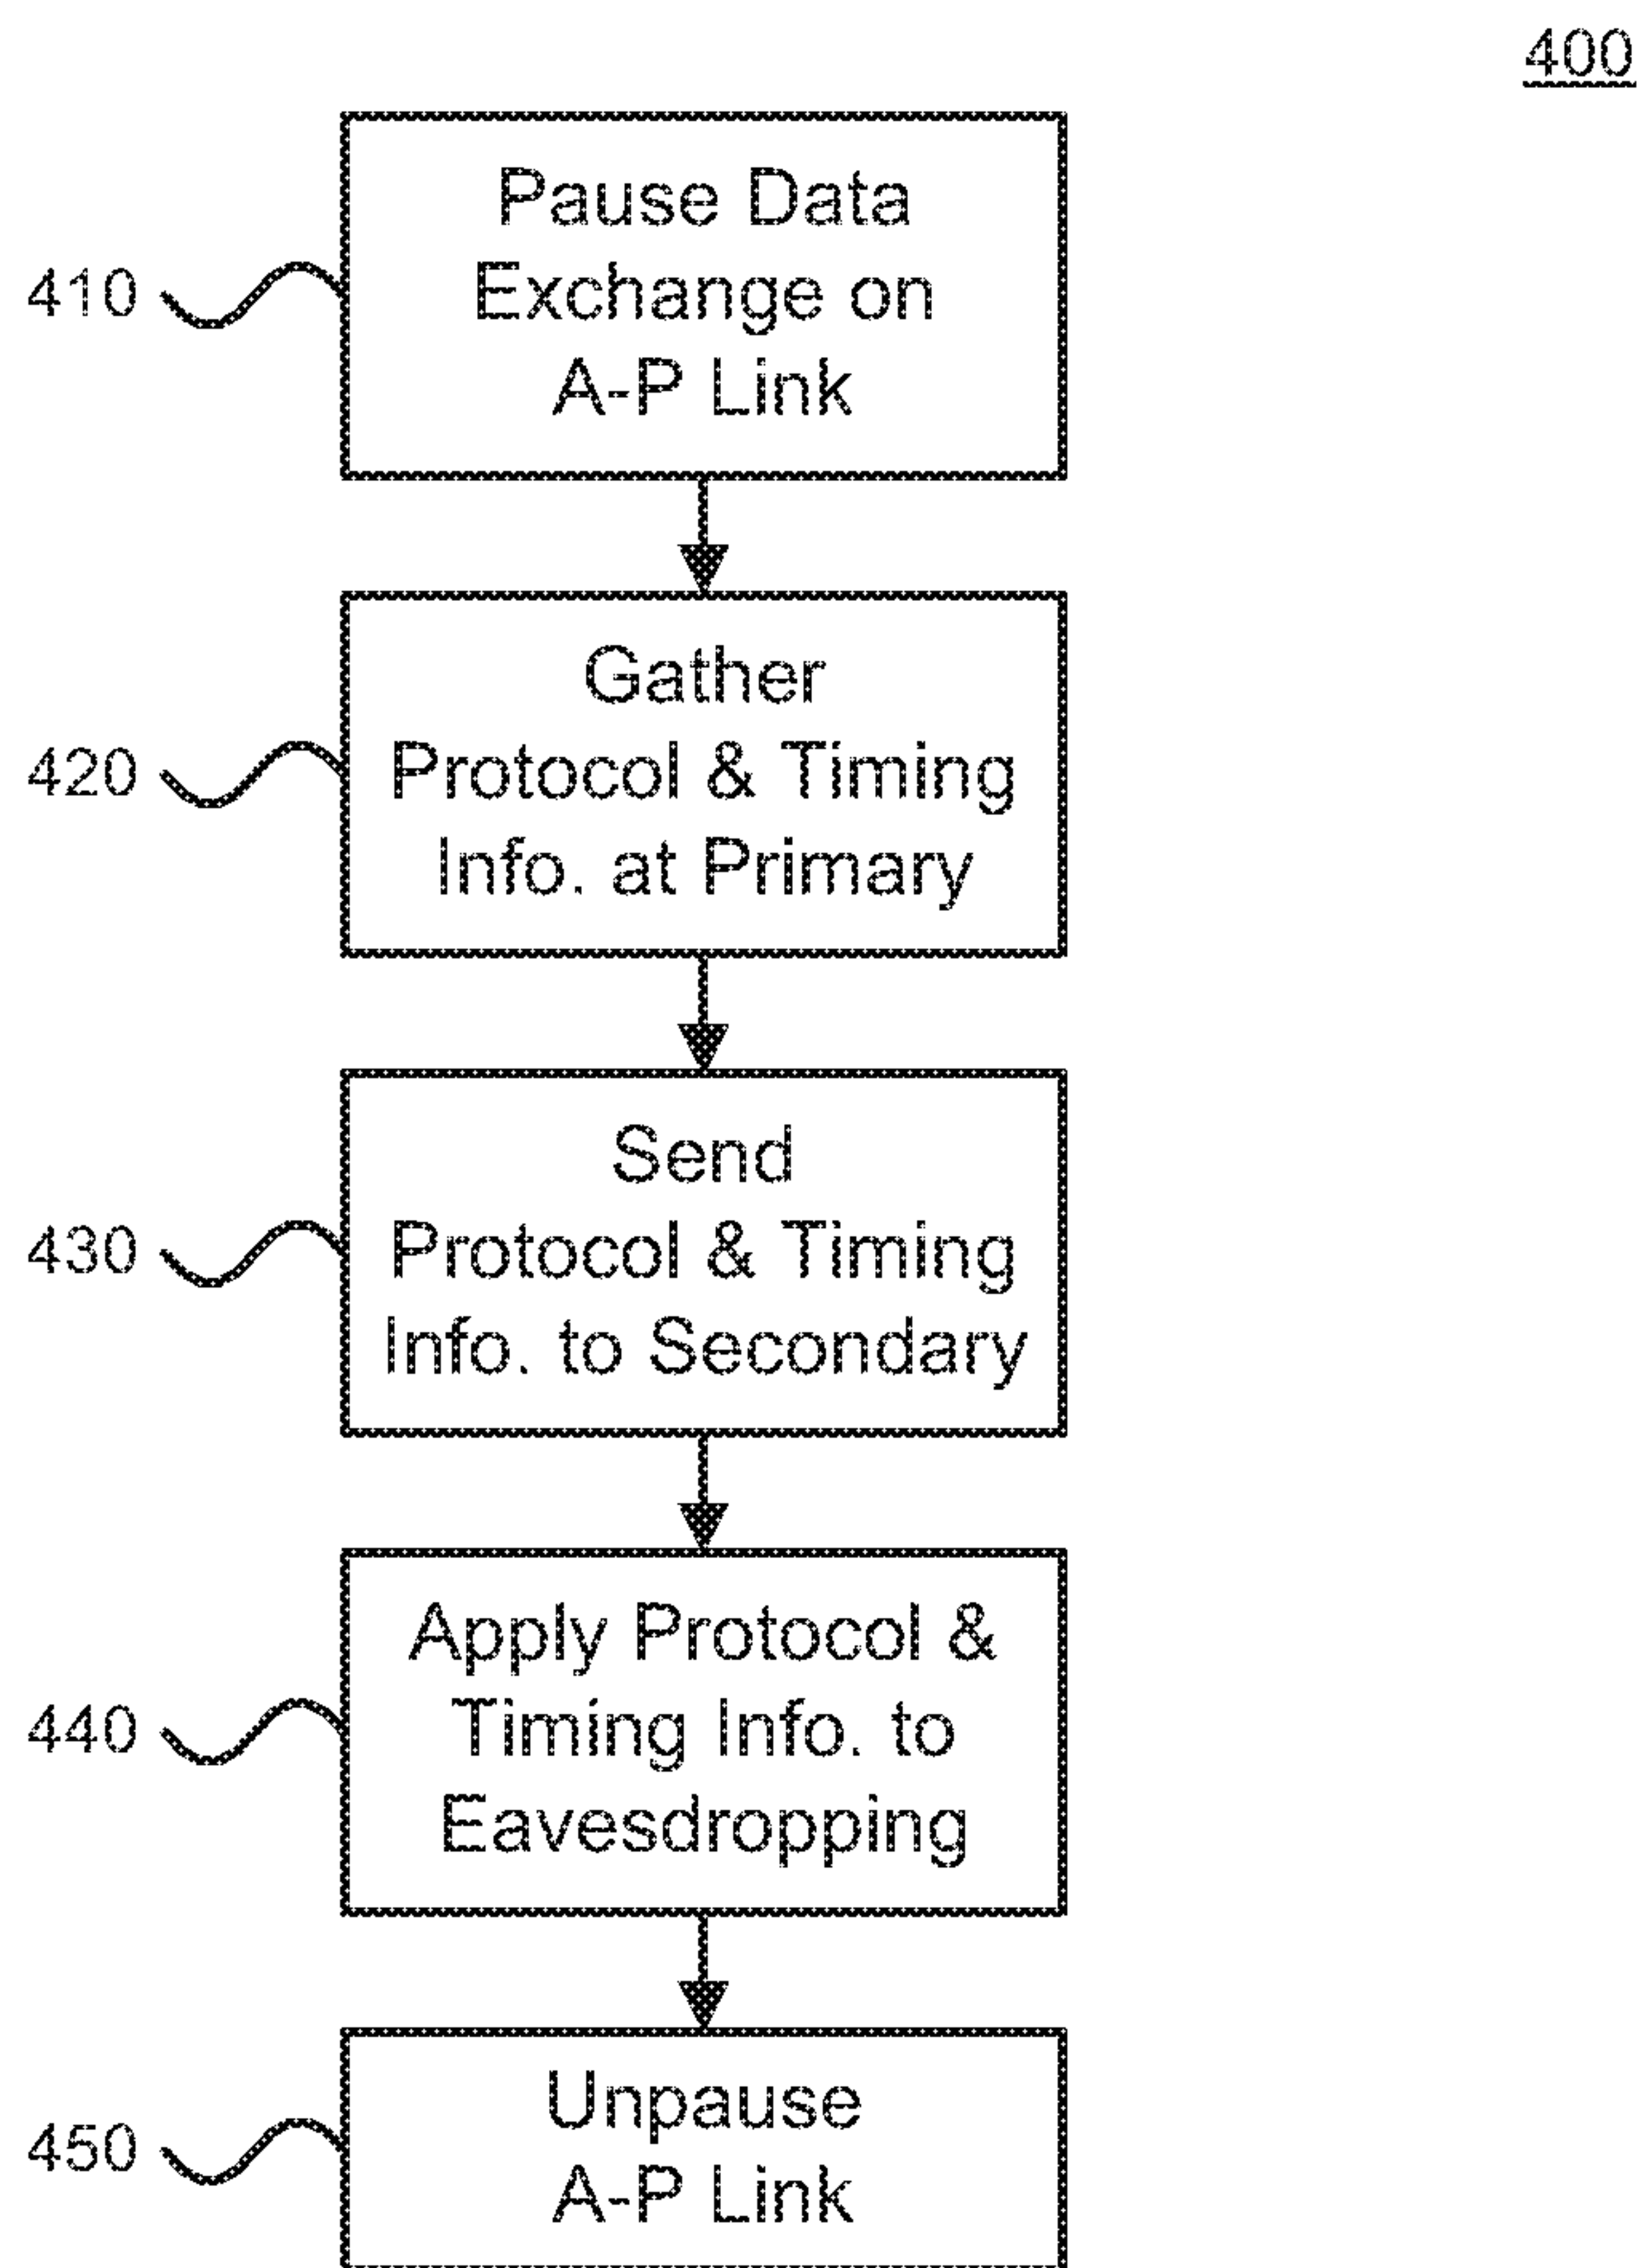 400
410
Pause Data
Exchange on
A-P Link
420
Gather
Protocol & Timing
Info. at Primary
430
Send
Protocol & Timing
Info. to Secondary
440
Apply Protocol &
Timing Info. to
Eavesdropping
450
Unpause
A-P Link